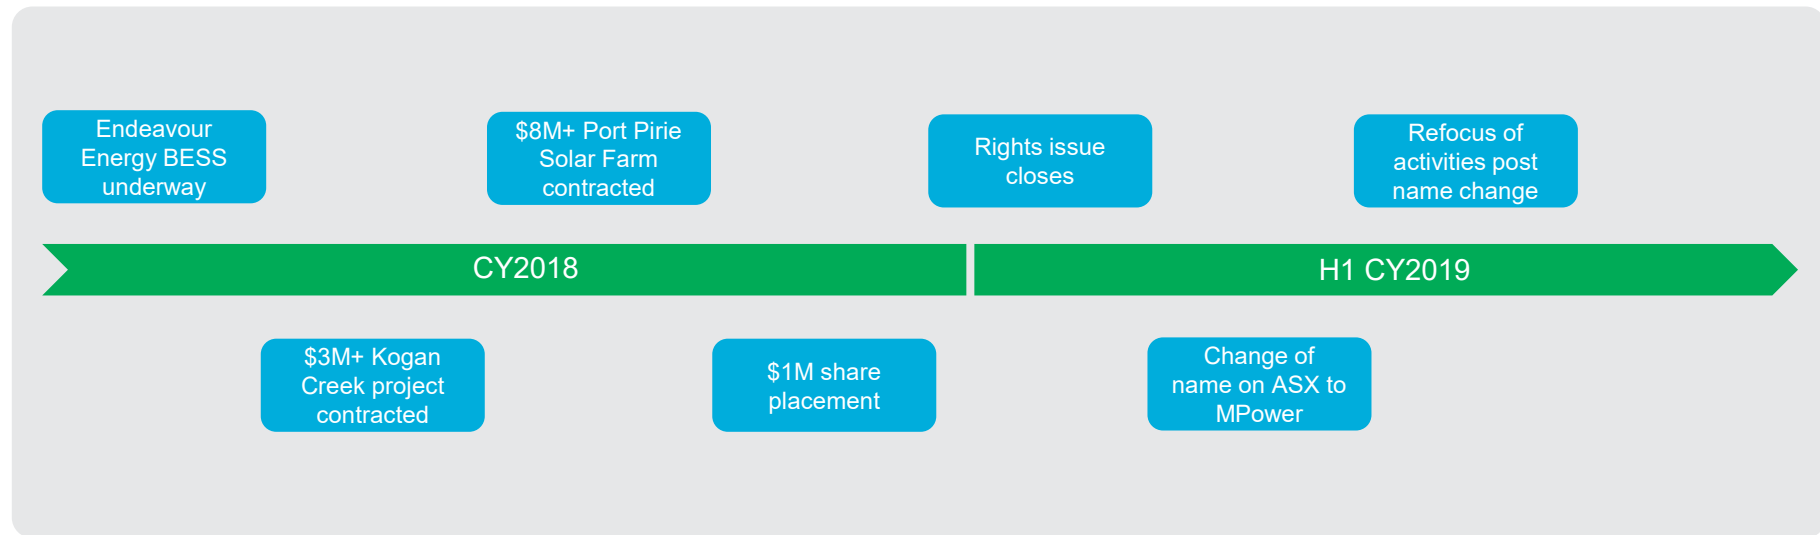 Endeavour
Energy BESS
underway
$8M+ Port Pirie
Solar Farm
contracted
Rights issue
closes
Refocus of
activities post
name change
CY2018
H1 CY2019
$3M+ Kogan
Creek project
contracted
$1M share
placement
Change of
name on ASX to
MPower